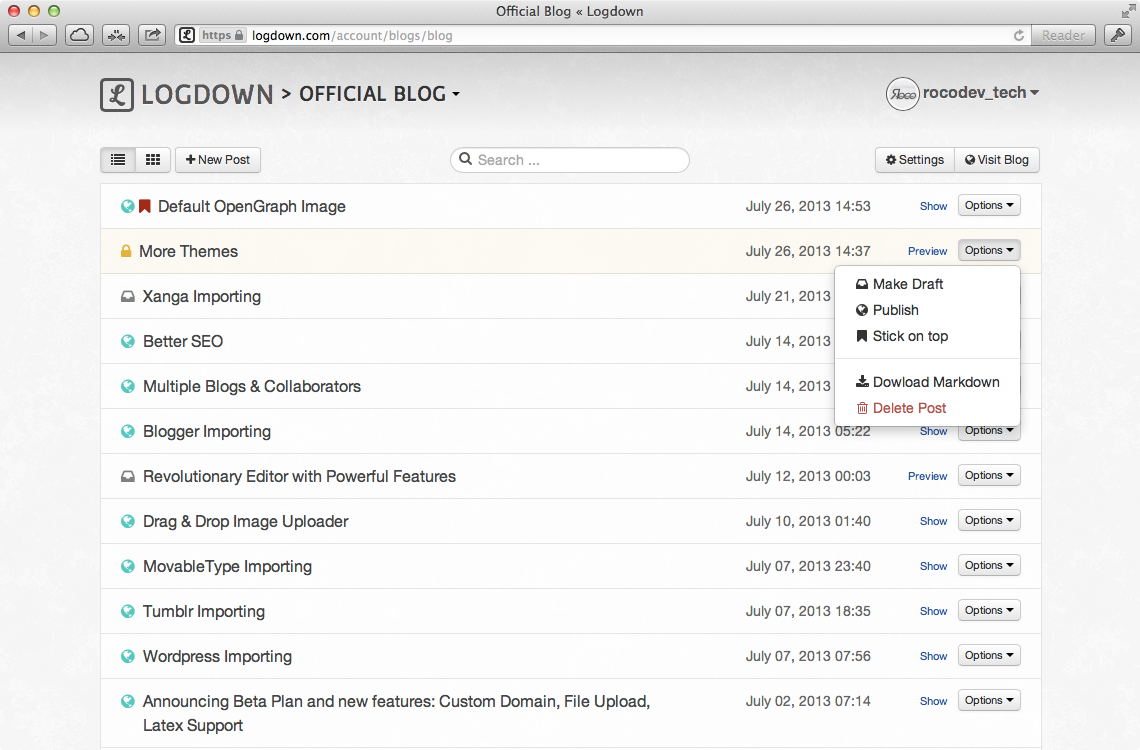 Official Blog « Logdown
https logdown.com/account/blogs/blog Reader
LOGDOWN > OFFICIAL BLOG rocodev_tech
New Post Search ... Settings Visit Blog
Default OpenGraph Image July 26, 2013 14:53 Show Options
More Themes July 26, 2013 14:37 Preview Options
Make Draft
Xanga Importing July 21, 2013
Publish
Stick on top
Better SEO July 14, 2013
Dowload Markdown
Multiple Blogs & Collaborators July 14, 2013
Delete Post
Blogger Importing July 14, 2013 05:22 Show Options
Revolutionary Editor with Powerful Features July 12, 2013 00:03 Preview Options
Drag & Drop Image Uploader July 10, 2013 01:40 Show Options
MovableType Importing July 07, 2013 23:40 Show Options
Tumblr Importing July 07, 2013 18:35 Show Options
Wordpress Importing July 07, 2013 07:56 Show Options
Announcing Beta Plan and new features: Custom Domain, File Upload, July 02, 2013 07:14 Show Options
Latex Support